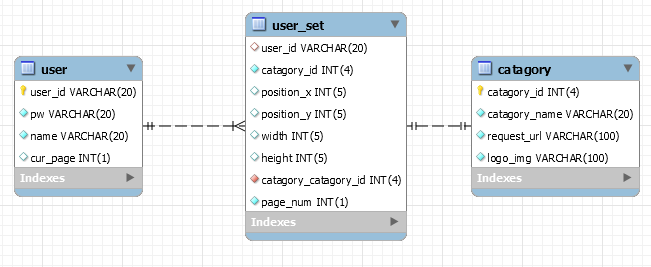 user
user_id VARCHAR(20)
pw VARCHAR(20)
name VARCHAR(20)
cur_page INT(1)
Indexes
user_set
user_id VARCHAR(20)
catagory_id INT(4)
position_x INT(5)
position_y INT(5)
width INT(5)
height INT(5)
catagory_catagory_id INT(4)
page_num INT(1)
Indexes
catagory
catagory_id INT(4)
catagory_name VARCHAR(20)
request_url VARCHAR(100)
logo_img VARCHAR(100)
Indexes